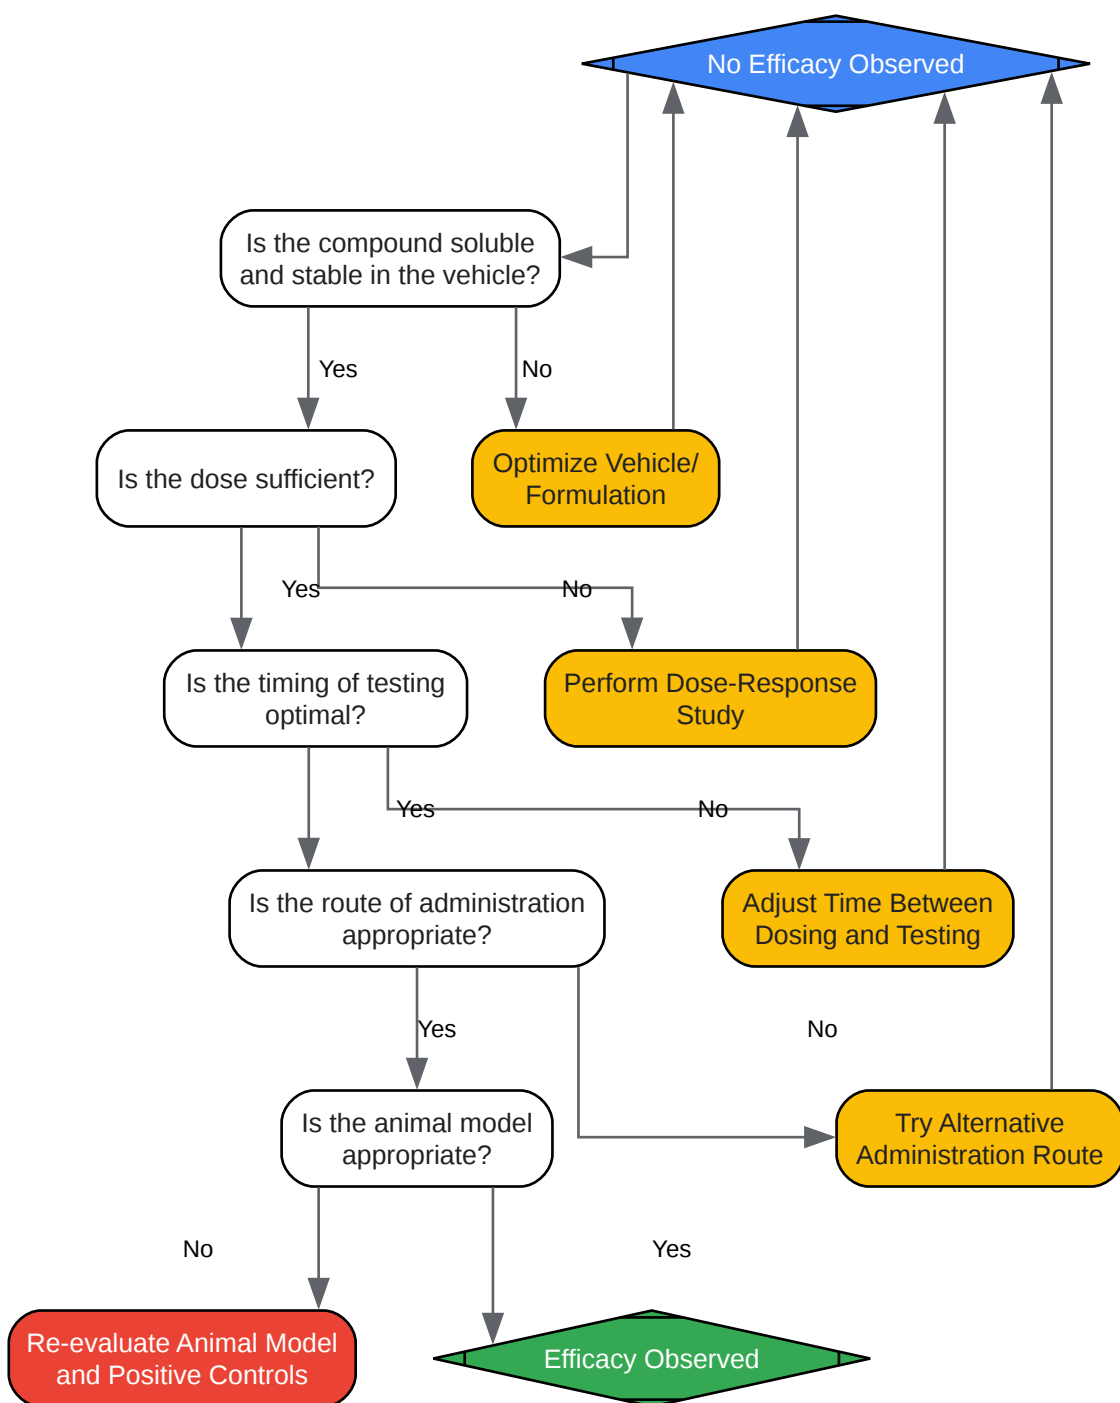 No Efficacy Observed
Is the compound soluble
and stable in the vehicle?
Yes
No
Is the dose sufficient?
Optimize Vehicle/
Formulation
Yes
No
Is the timing of testing
optimal?
Perform Dose-Response
Study
Yes
No
Is the route of administration
appropriate?
Adjust Time Between
Dosing and Testing
Yes
No
Is the animal model
appropriate?
Try Alternative
Administration Route
No
Yes
Re-evaluate Animal Model
and Positive Controls
Efficacy Observed